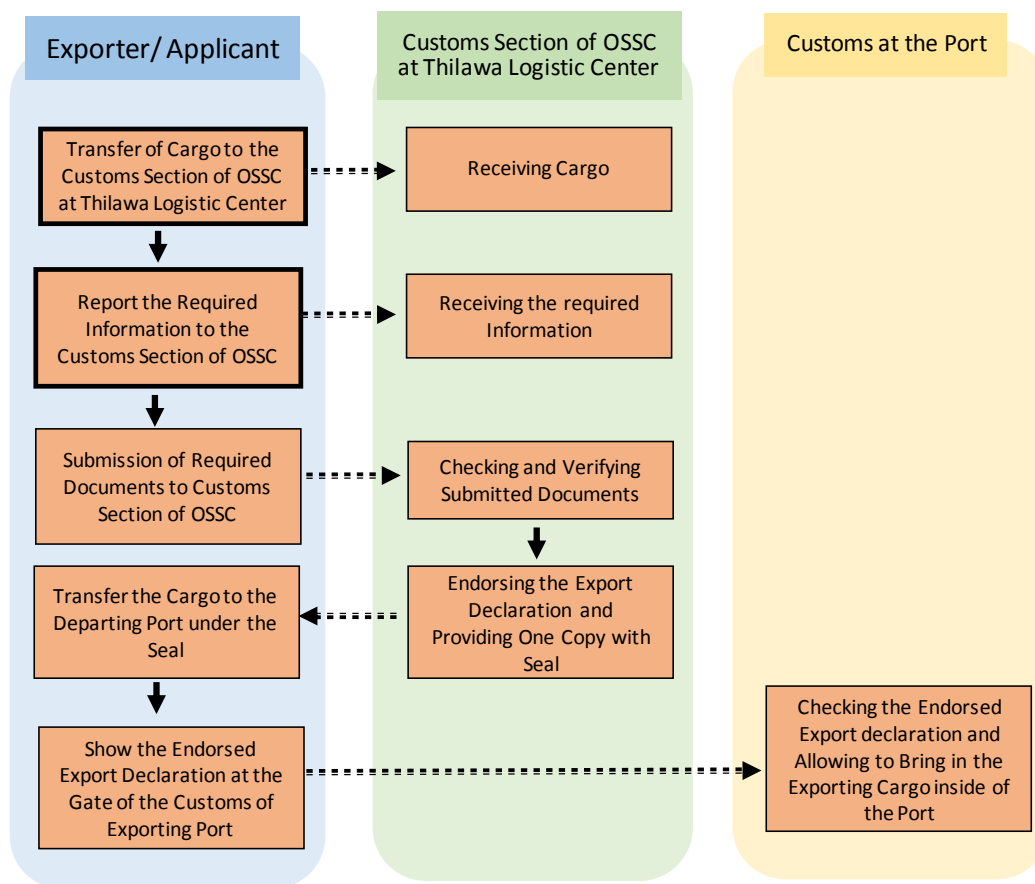 Exporter/ Applicant
Customs Section of OSSC
at Thilawa Logistic Center
Customs at the Port
Transfer of Cargo to the
Customs Section of OSSC
at Thilawa Logistic Center
Receiving Cargo
Report the Required
Information to the
Customs Section of OSSC
Receiving the required
Information
Submission of Required
Documents to Customs
Section of OSSC
Checking and Verifying
Submitted Documents
Transfer the Cargo to the
Departing Port under the
Seal
Endorsing the Export
Declaration and
Providing One Copy with
Seal
Show the Endorsed
Export Declaration at the
Gate of the Customs of
Exporting Port
Checking the Endorsed
Export declaration and
Allowing to Bring in the
Exporting Cargo inside of
the Port